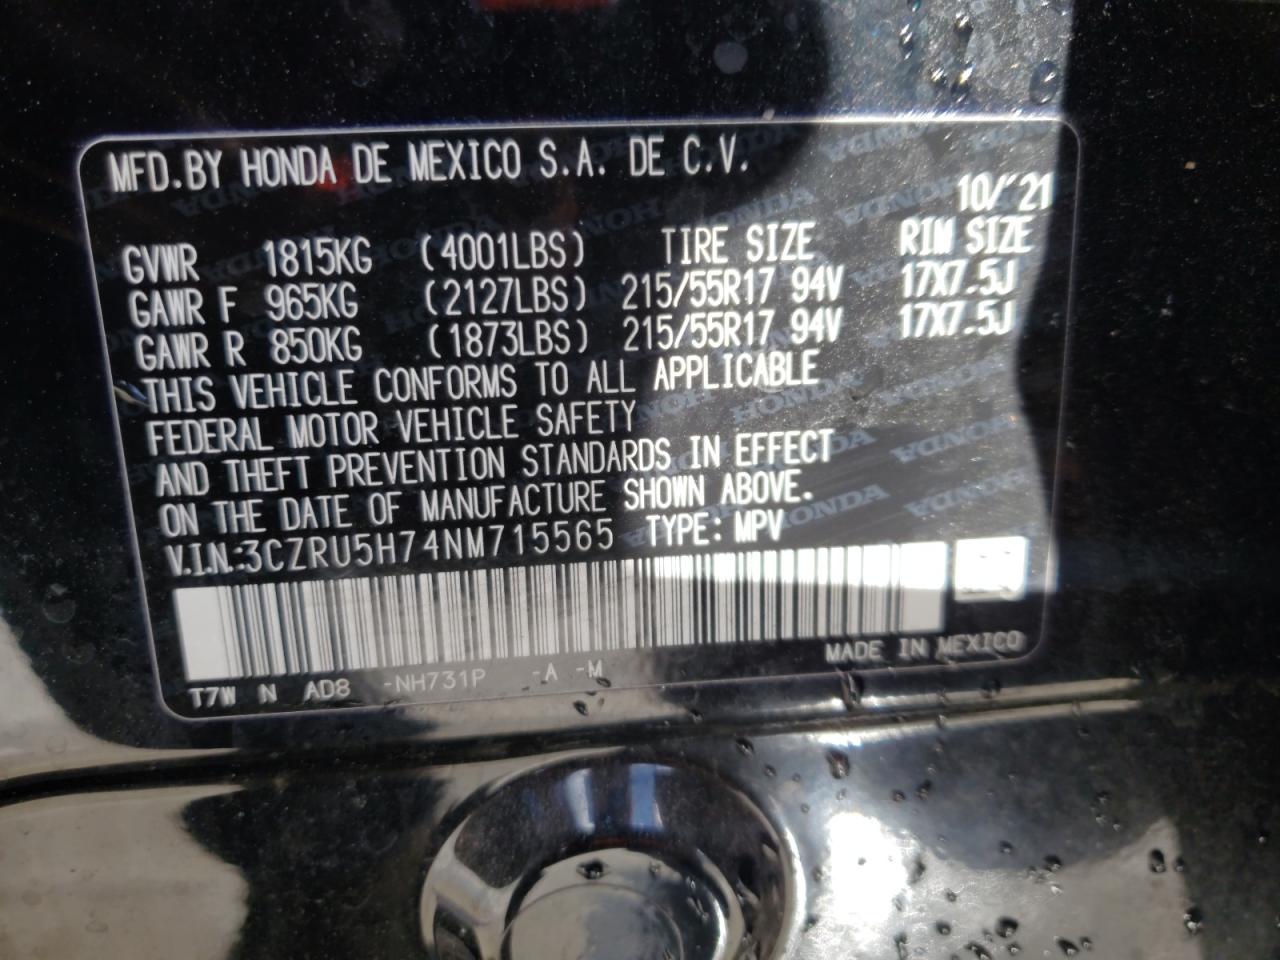 MFD.BY HONDA DE MEXICO S.A. DE C.V.
10/'21
GVWR 1815KG (4001LBS) TIRE SIZE RIM SIZE
GAWR F 965KG (2127LBS) 215/55R17 94V 17X7.5J
GAWR R 850KG (1873LBS) 215/55R17 94V 17X7.5J
THIS VEHICLE CONFORMS TO ALL APPLICABLE
FEDERAL MOTOR VEHICLE SAFETY
AND THEFT PREVENTION STANDARDS IN EFFECT
ON THE DATE OF MANUFACTURE SHOWN ABOVE.
V.I.N.:3CZRU5H74NM715565 TYPE: MPV
MADE IN MEXICO
T7W N AD8 -NH731P -A -M